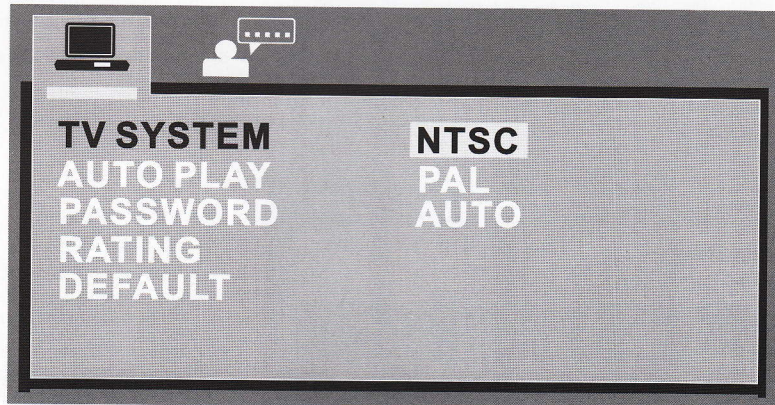 TV SYSTEM
AUTO PLAY
PASSWORD
RATING
DEFAULT
NTSC
PAL
AUTO